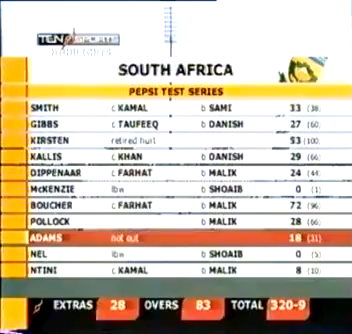 TEN SPORTS
SOUTH AFRICA
PEPSI TEST SERIES
SMITH c KAMAL b SAMI 33 (38)
GIBBS c TAUFEEQ b DANISH 27 (60)
KIRSTEN retired hurt 53 (100)
KALLIS c KHAN b DANISH 29 (66)
DIPPENAAR c FARHAT b MALIK 24 (44)
McKENZIE lbw b SHOAIB 0 (1)
BOUCHER c FARHAT b MALIK 72 (96)
POLLOCK b MALIK 28 (66)
ADAMS not out 18 (31)
NEL lbw b SHOAIB 0 (5)
NTINI c KAMAL b MALIK 8 (10)
EXTRAS 28 OVERS 83 TOTAL 320-9